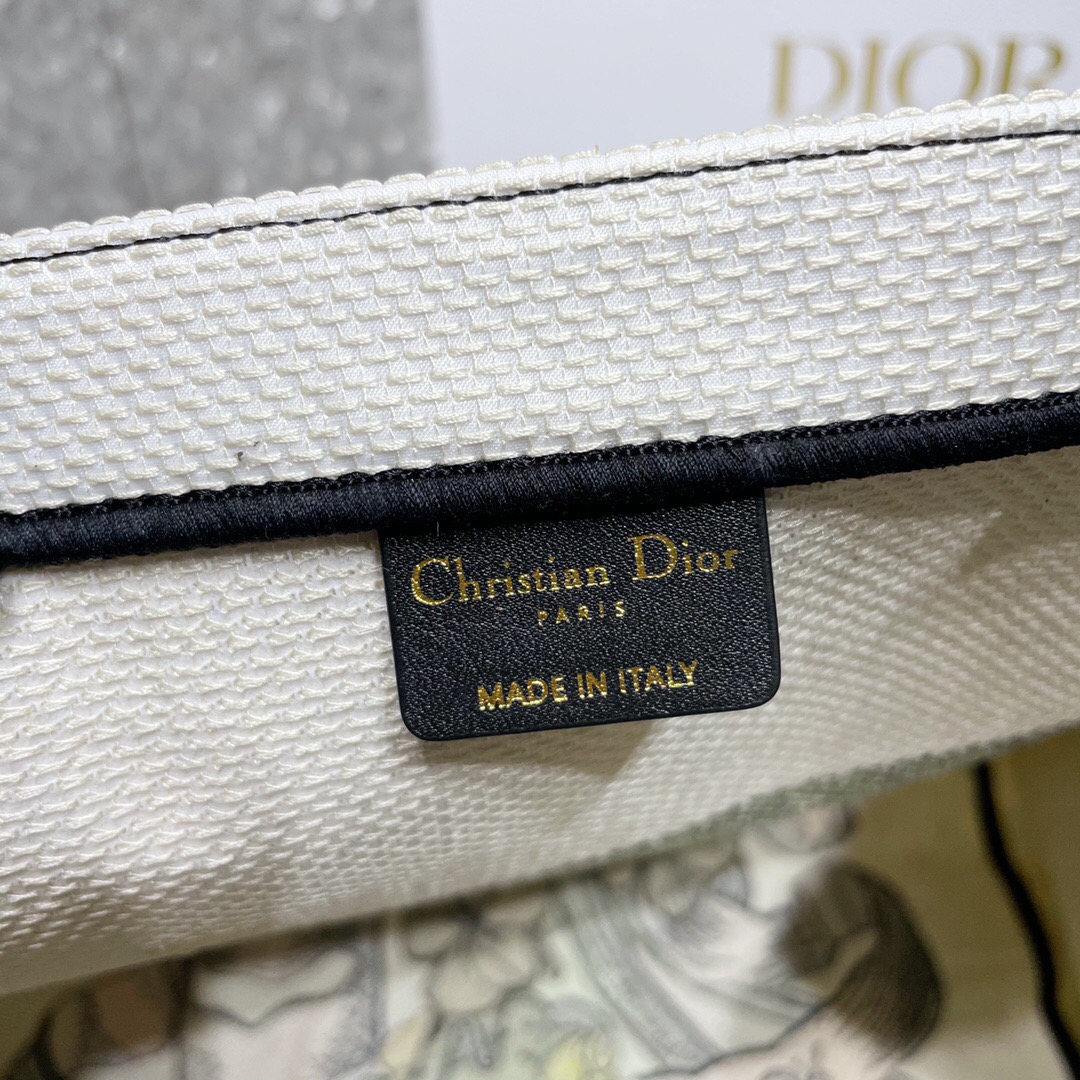 DIOR
Christian Dior
PARIS
MADE IN ITALY